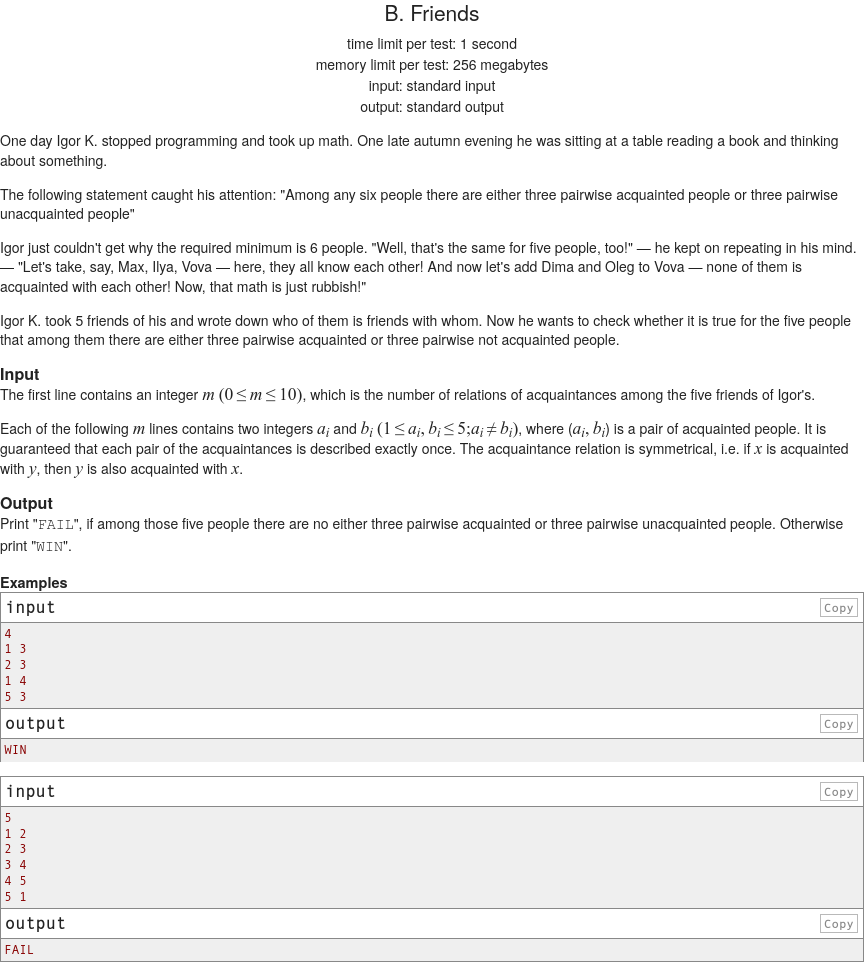 B. Friends
time limit per test: 1 second
memory limit per test: 256 megabytes
input: standard input
output: standard output
One day Igor K. stopped programming and took up math. One late autumn evening he was sitting at a table reading a book and thinking
about something.
The following statement caught his attention: "Among any six people there are either three pairwise acquainted people or three pairwise
unacquainted people"
Igor just couldn't get why the required minimum is 6 people. "Well, that's the same for five people, too!" — he kept on repeating in his mind.
— "Let's take, say, Max, Ilya, Vova — here, they all know each other! And now let's add Dima and Oleg to Vova — none of them is
acquainted with each other! Now, that math is just rubbish!"
Igor K. took 5 friends of his and wrote down who of them is friends with whom. Now he wants to check whether it is true for the five people
that among them there are either three pairwise acquainted or three pairwise not acquainted people.
Input
The first line contains an integer m (0 ≤ m ≤ 10), which is the number of relations of acquaintances among the five friends of Igor's.
Each of the following m lines contains two integers a_i and b_i (1 ≤ a_i, b_i ≤ 5; a_i ≠ b_i), where (a_i, b_i) is a pair of acquainted people. It is
guaranteed that each pair of the acquaintances is described exactly once. The acquaintance relation is symmetrical, i.e. if x is acquainted
with y, then y is also acquainted with x.
Output
Print "FAIL", if among those five people there are no either three pairwise acquainted or three pairwise unacquainted people. Otherwise
print "WIN".
Examples
input Copy
4
1 3
2 3
1 4
5 3
output Copy
WIN
input Copy
5
1 2
2 3
3 4
4 5
5 1
output Copy
FAIL